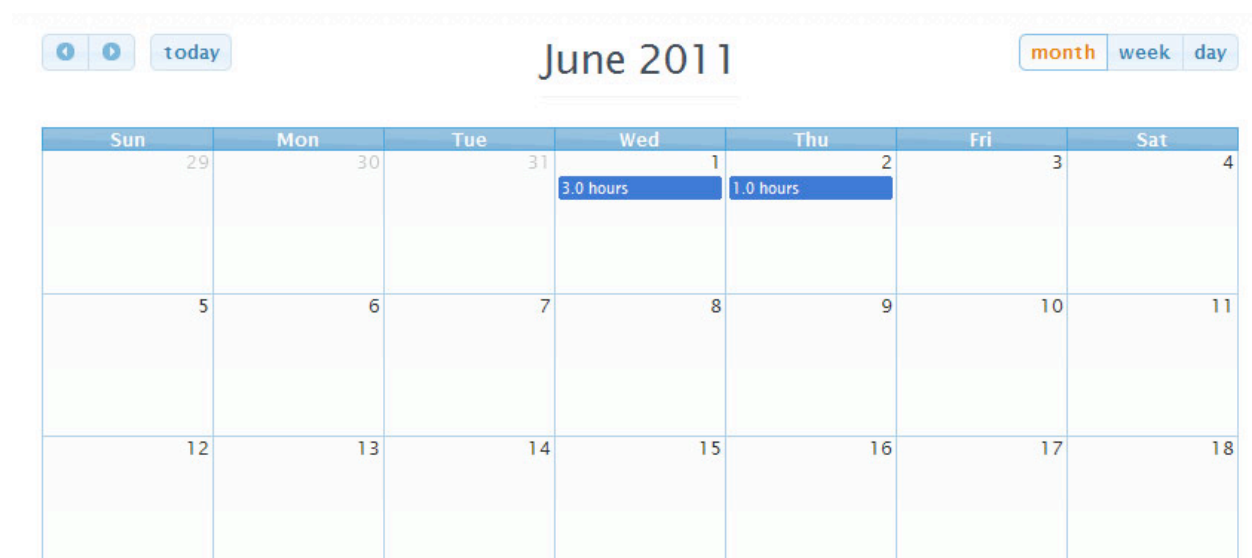 today June 2011 month week day
Sun Mon Tue Wed Thu Fri Sat
29 30 31 1 2 3 4
3.0 hours 1.0 hours
5 6 7 8 9 10 11
12 13 14 15 16 17 18